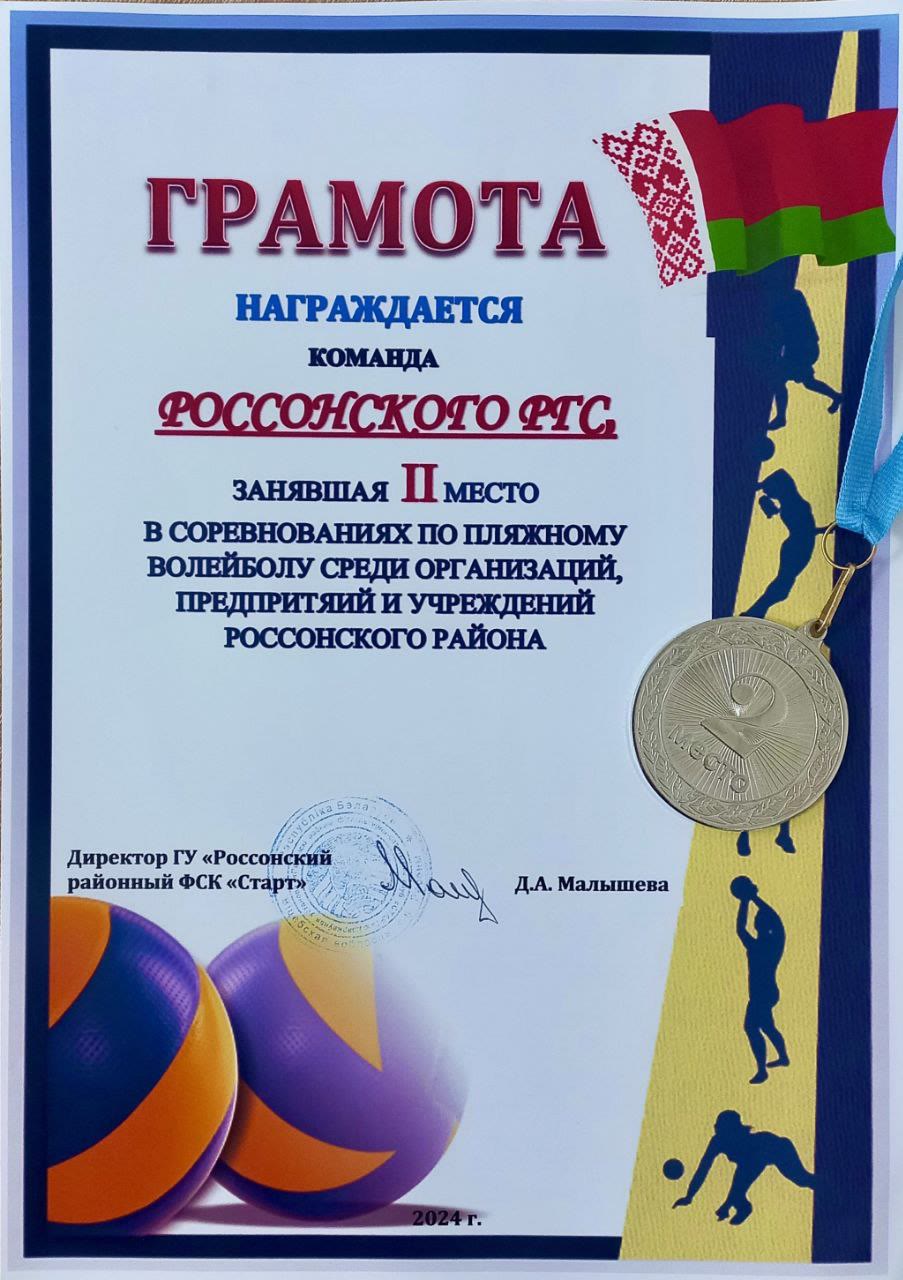 ГРАМОТА
НАГРАЖДАЕТСЯ
КОМАНДА
РОССОНСКОГО РГС,
ЗАНЯВШАЯ II МЕСТО
В СОРЕВНОВАНИЯХ ПО ПЛЯЖНОМУ
ВОЛЕЙБОЛУ СРЕДИ ОРГАНИЗАЦИЙ,
ПРЕДПРИТЯИЙ И УЧРЕЖДЕНИЙ
РОССОНСКОГО РАЙОНА
2
место
Директор ГУ «Россонский
районный ФСК «Старт»
Д.А. Малышева
2024 г.